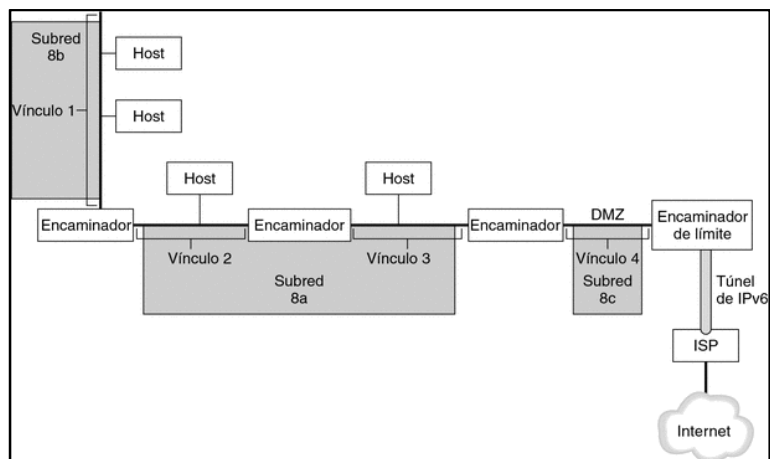 Subred
8b
Host
Vínculo 1
Host
Host
Host
Encaminador
Encaminador
Encaminador
DMZ
Encaminador
de límite
Vínculo 2
Vínculo 3
Vínculo 4
Subred
8a
Subred
8c
Túnel
de IPv6
ISP
Internet